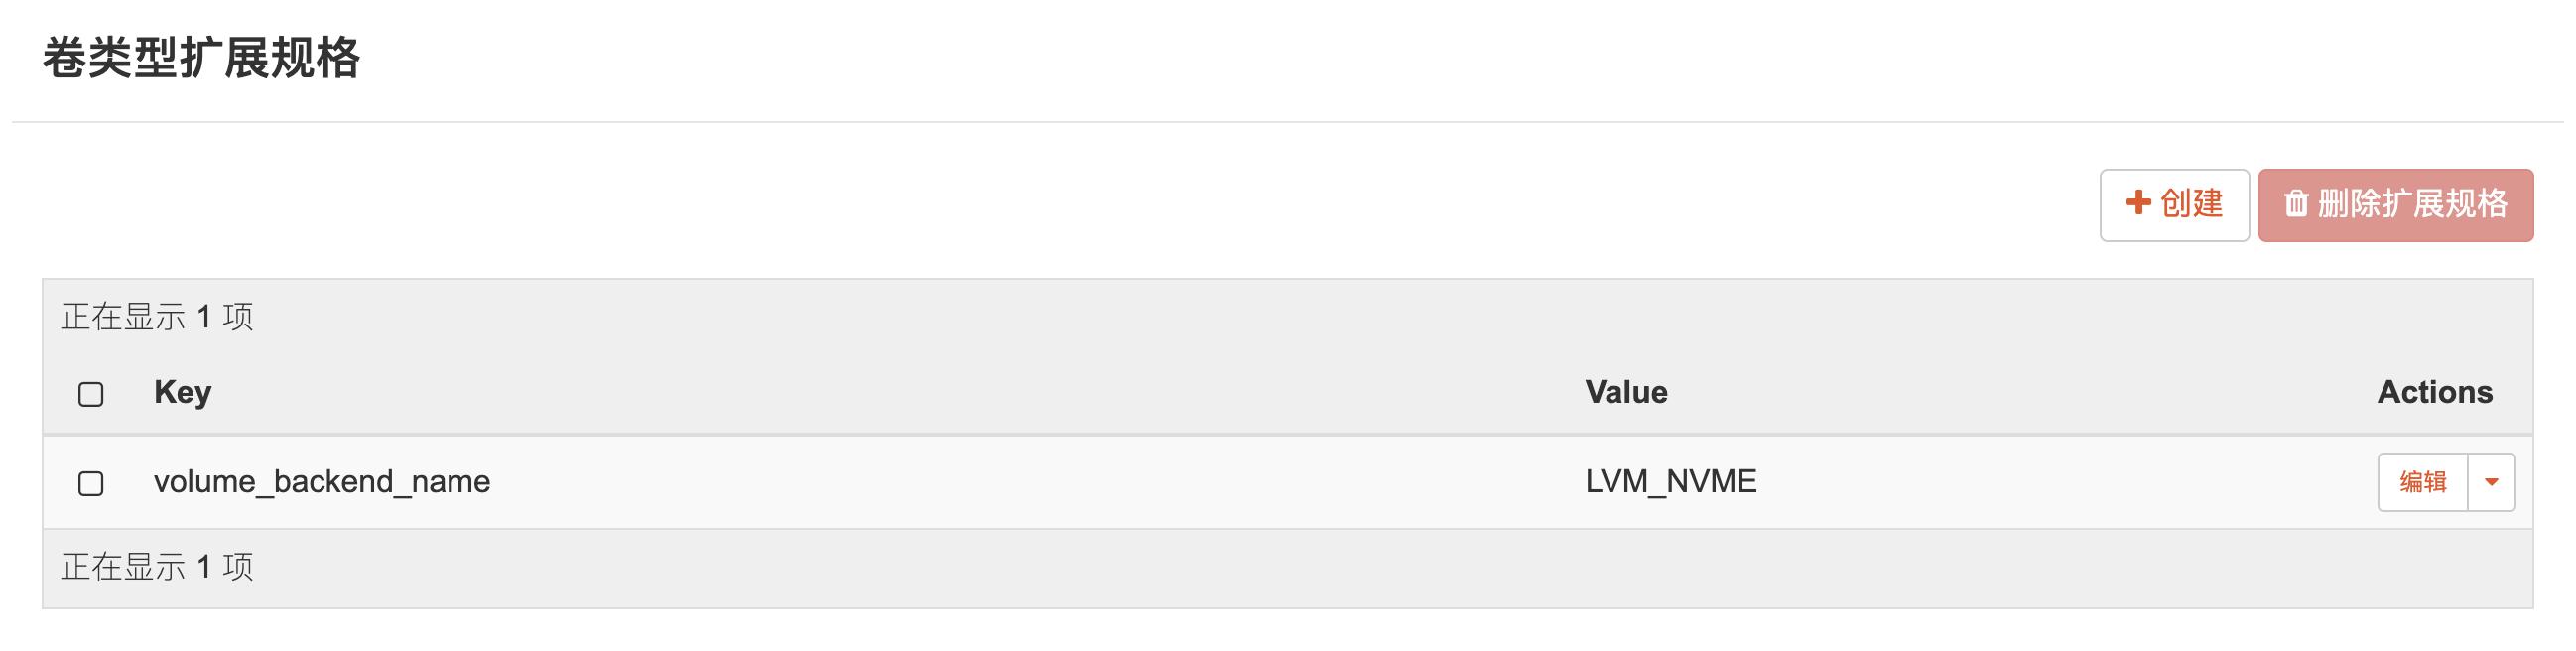 卷类型扩展规格
创建 删除扩展规格
正在显示 1 项
Key Value Actions
volume_backend_name LVM_NVME 编辑
正在显示 1 项